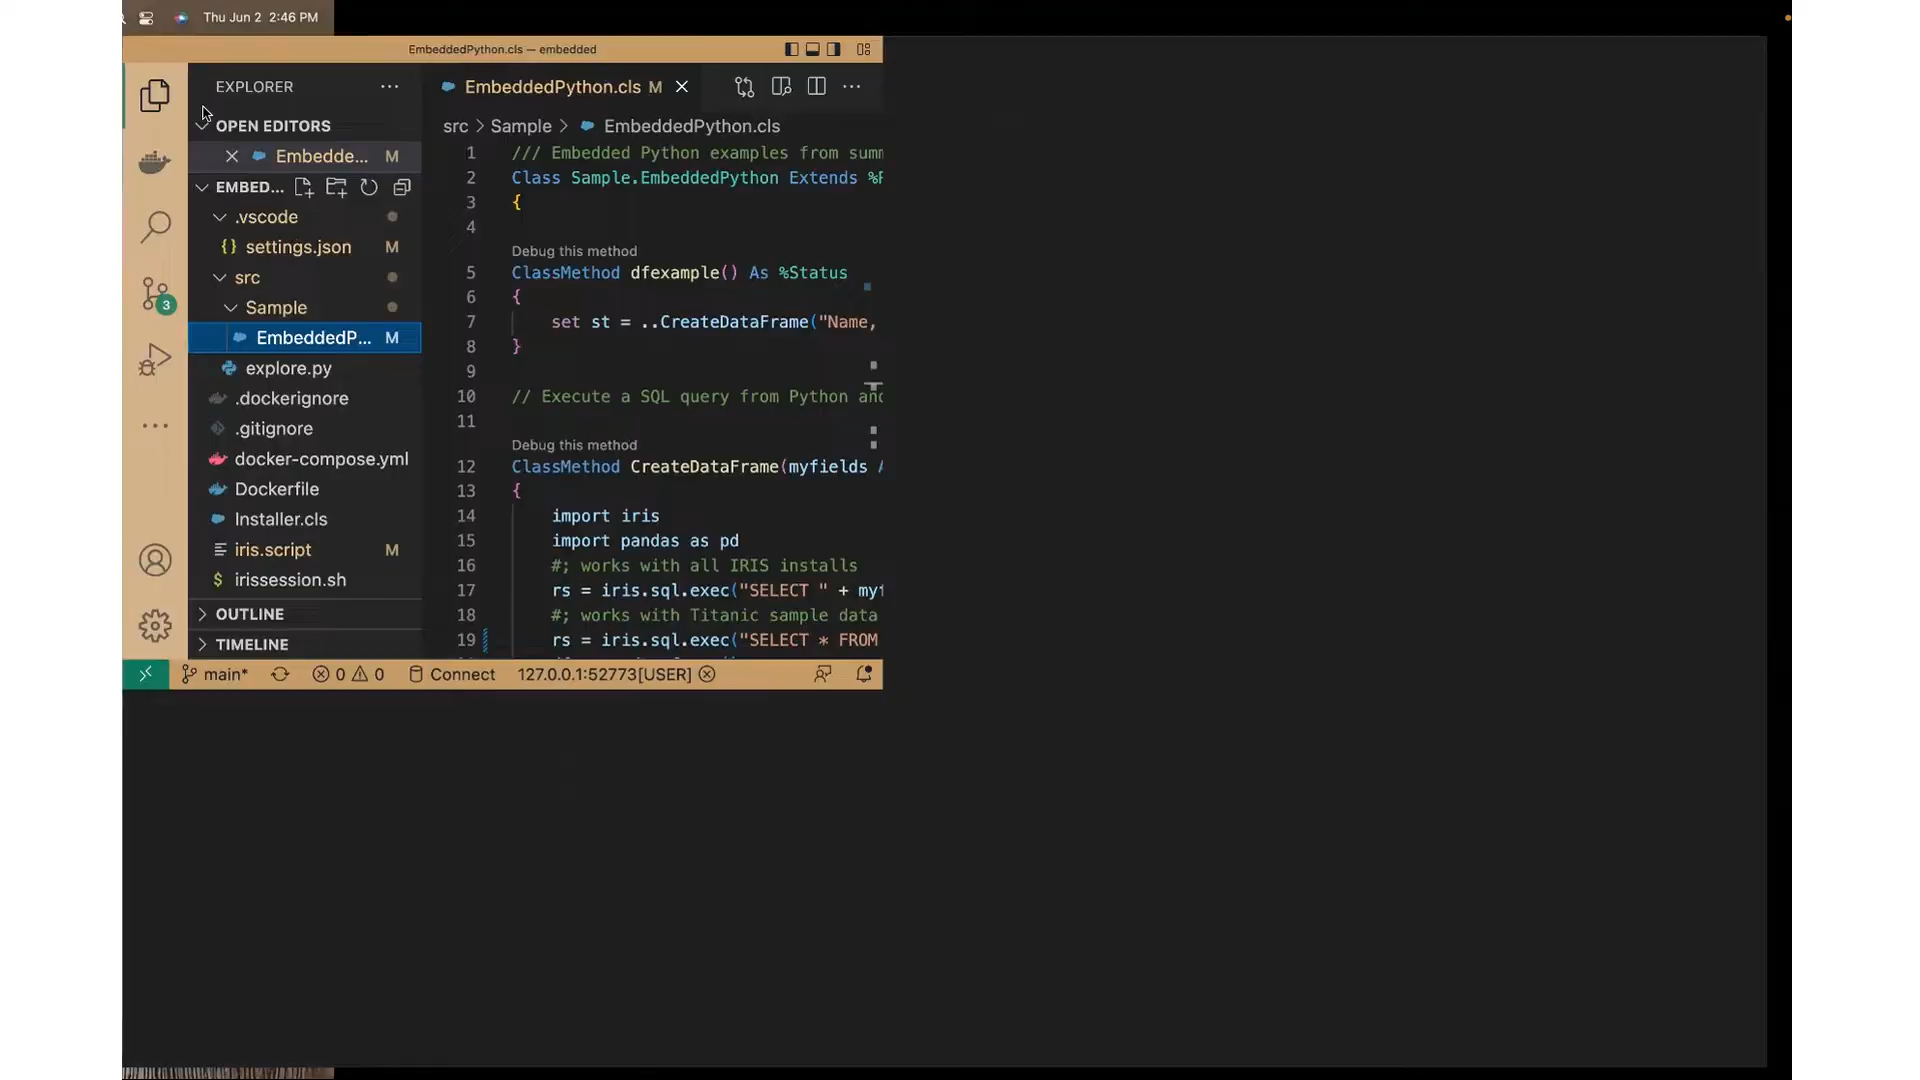 Thu Jun 2 2:46 PM
EmbeddedPython.cls — embedded
EXPLORER
OPEN EDITORS
Embedde... M
EMBED...
.vscode
{} settings.json M
src
Sample
EmbeddedP... M
explore.py
.dockerignore
.gitignore
docker-compose.yml
Dockerfile
Installer.cls
iris.script M
$ irissession.sh
OUTLINE
TIMELINE
3
EmbeddedPython.cls M
src > Sample > EmbeddedPython.cls
1 /// Embedded Python examples from summ
2 Class Sample.EmbeddedPython Extends %
3 {
4
Debug this method
5 ClassMethod dfexample() As %Status
6 {
7 set st = ..CreateDataFrame("Name,
8 }
9
10 // Execute a SQL query from Python and
11
Debug this method
12 ClassMethod CreateDataFrame(myfields A
13 {
14 import iris
15 import pandas as pd
16 #; works with all IRIS installs
17 rs = iris.sql.exec("SELECT " + myf
18 #; works with Titanic sample data
19 rs = iris.sql.exec("SELECT * FROM
main* 0 0 Connect 127.0.0.1:52773[USER]